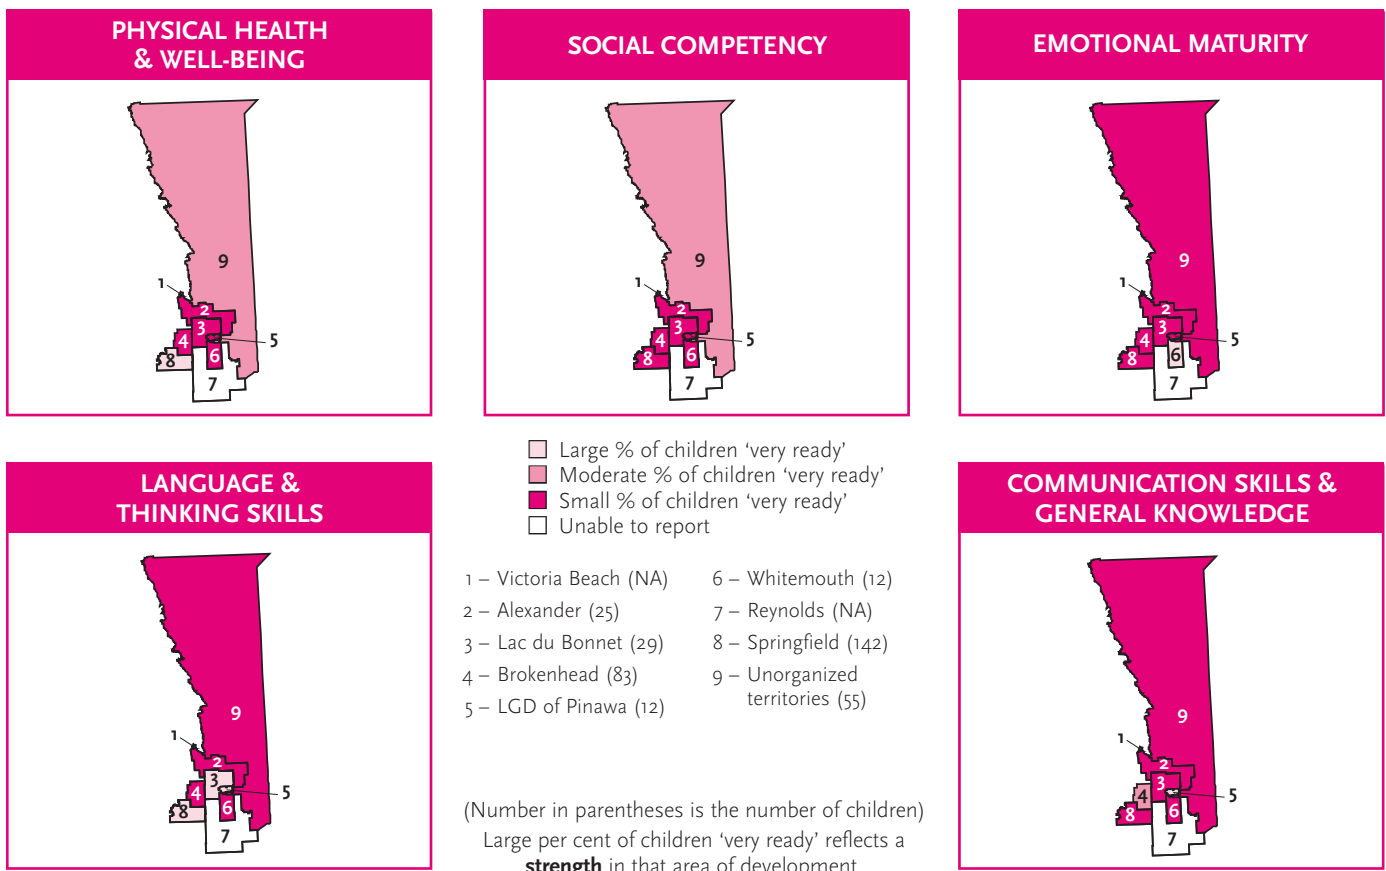 PHYSICAL HEALTH
& WELL-BEING
9
1
2
3
4
5
6
8
7
SOCIAL COMPETENCY
9
1
2
3
4
5
6
8
7
EMOTIONAL MATURITY
9
1
2
3
4
5
6
8
7
Large % of children ‘very ready’
Moderate % of children ‘very ready’
Small % of children ‘very ready’
Unable to report
LANGUAGE &
THINKING SKILLS
9
1
2
3
4
5
6
8
7
1 – Victoria Beach (NA)
2 – Alexander (25)
3 – Lac du Bonnet (29)
4 – Brokenhead (83)
5 – LGD of Pinawa (12)
6 – Whitemouth (12)
7 – Reynolds (NA)
8 – Springfield (142)
9 – Unorganized
territories (55)
(Number in parentheses is the number of children)
Large per cent of children ‘very ready’ reflects a
strength in that area of development
COMMUNICATION SKILLS &
GENERAL KNOWLEDGE
9
1
2
3
4
5
6
8
7